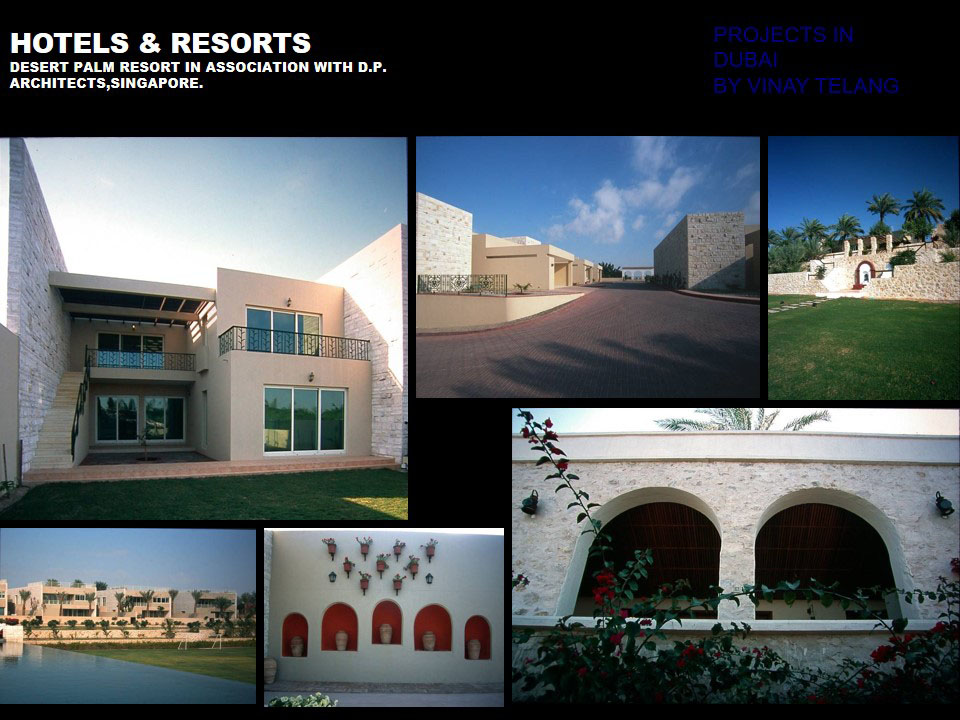 HOTELS & RESORTS
DESERT PALM RESORT IN ASSOCIATION WITH D.P.
ARCHITECTS,SINGAPORE.
PROJECTS IN
DUBAI
BY VINAY TELANG